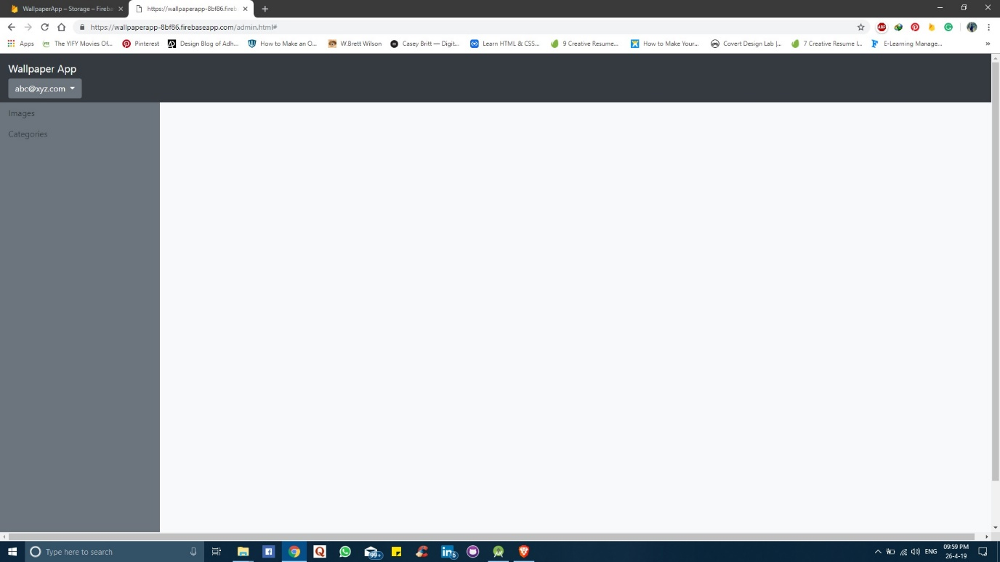 WallpaperApp – Storage – Fireba
https://wallpaperapp-8bf86.fireb
https://wallpaperapp-8bf86.firebaseapp.com/admin.html#
ABP
Apps
The YIFY Movies Of...
Pinterest
Design Blog of Adh...
How to Make an O...
W.Brett Wilson
Casey Britt — Digit...
Learn HTML & CSS...
9 Creative Resume...
How to Make Your...
Covert Design Lab |...
7 Creative Resume I...
E-Learning Manage...
»
Wallpaper App
abc@xyz.com
Images
Categories
Type here to search
99+
6
ENG
09:59 PM
26-4-19